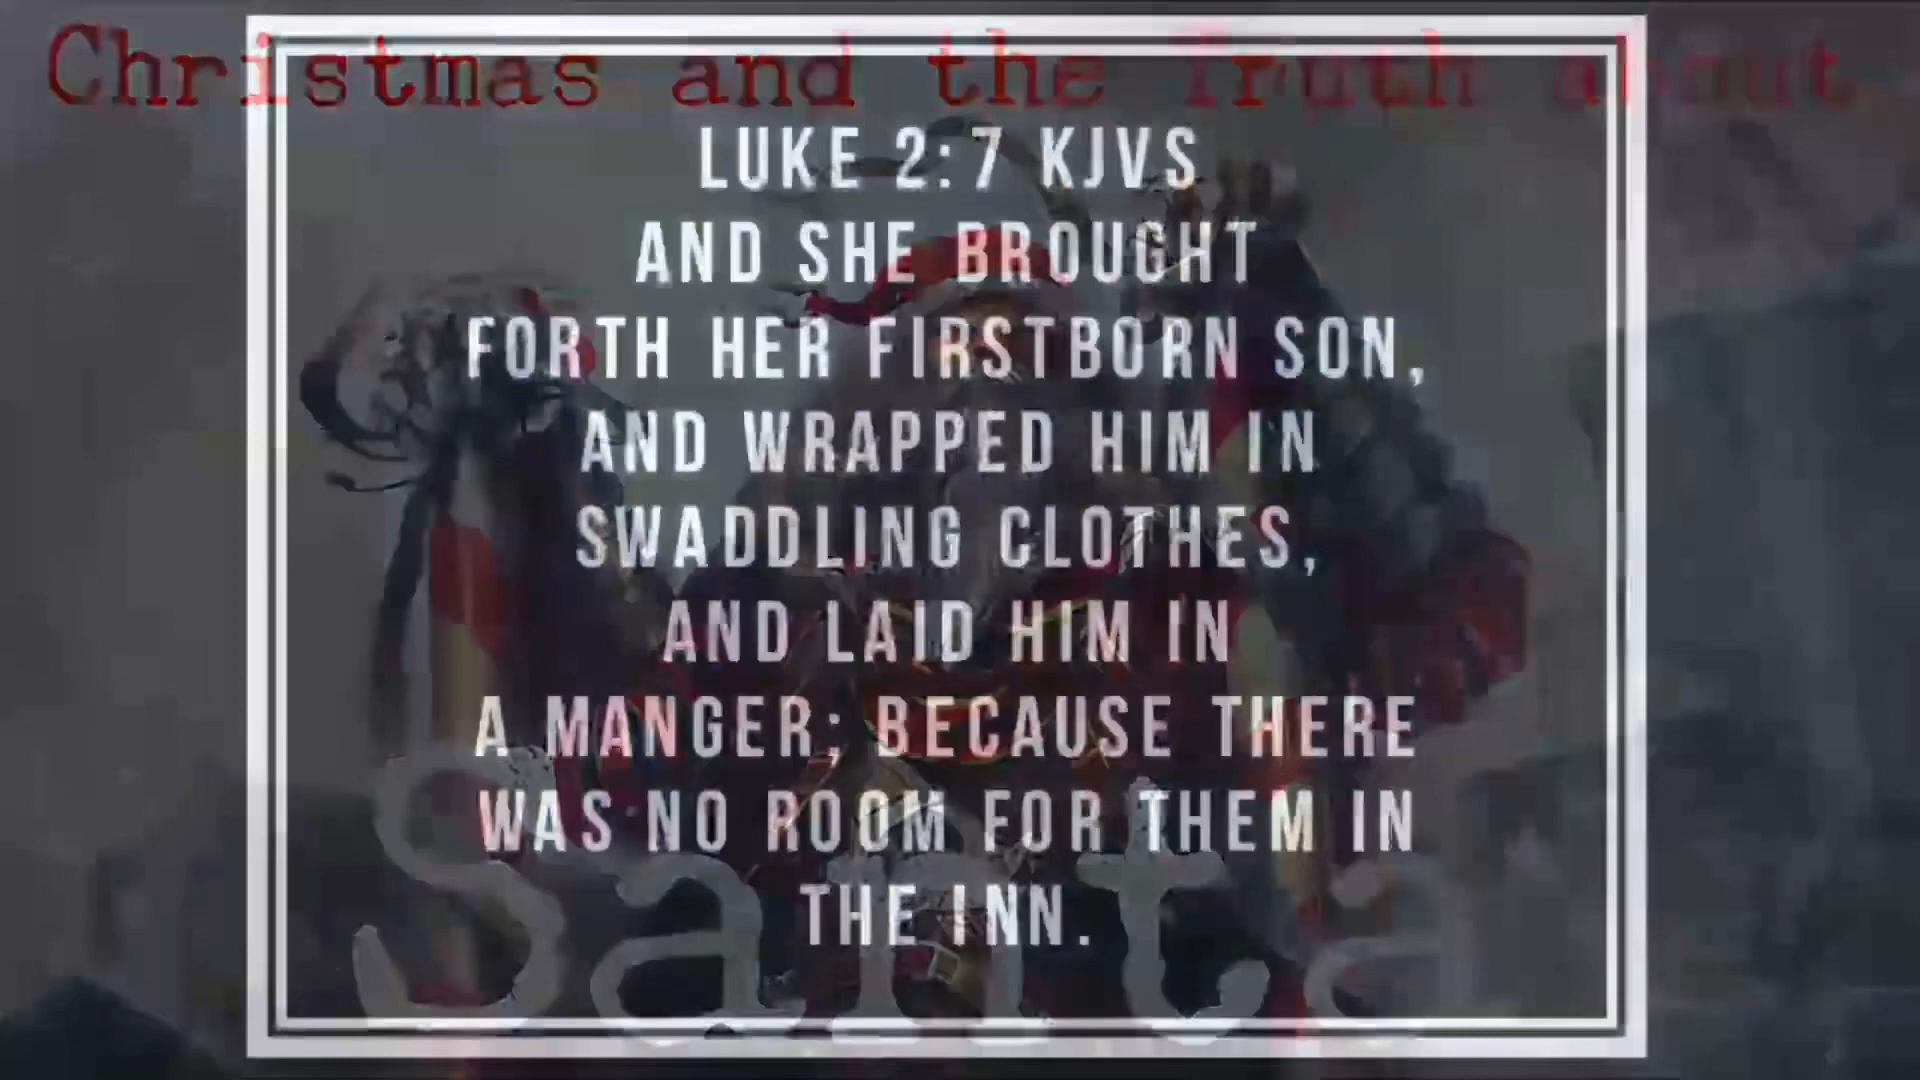 Christmas and the Truth about
LUKE 2:7 KJVS
AND SHE BROUGHT
FORTH HER FIRSTBORN SON,
AND WRAPPED HIM IN
SWADDLING CLOTHES,
AND LAID HIM IN
A MANGER; BECAUSE THERE
WAS NO ROOM FOR THEM IN
THE INN.
Santa